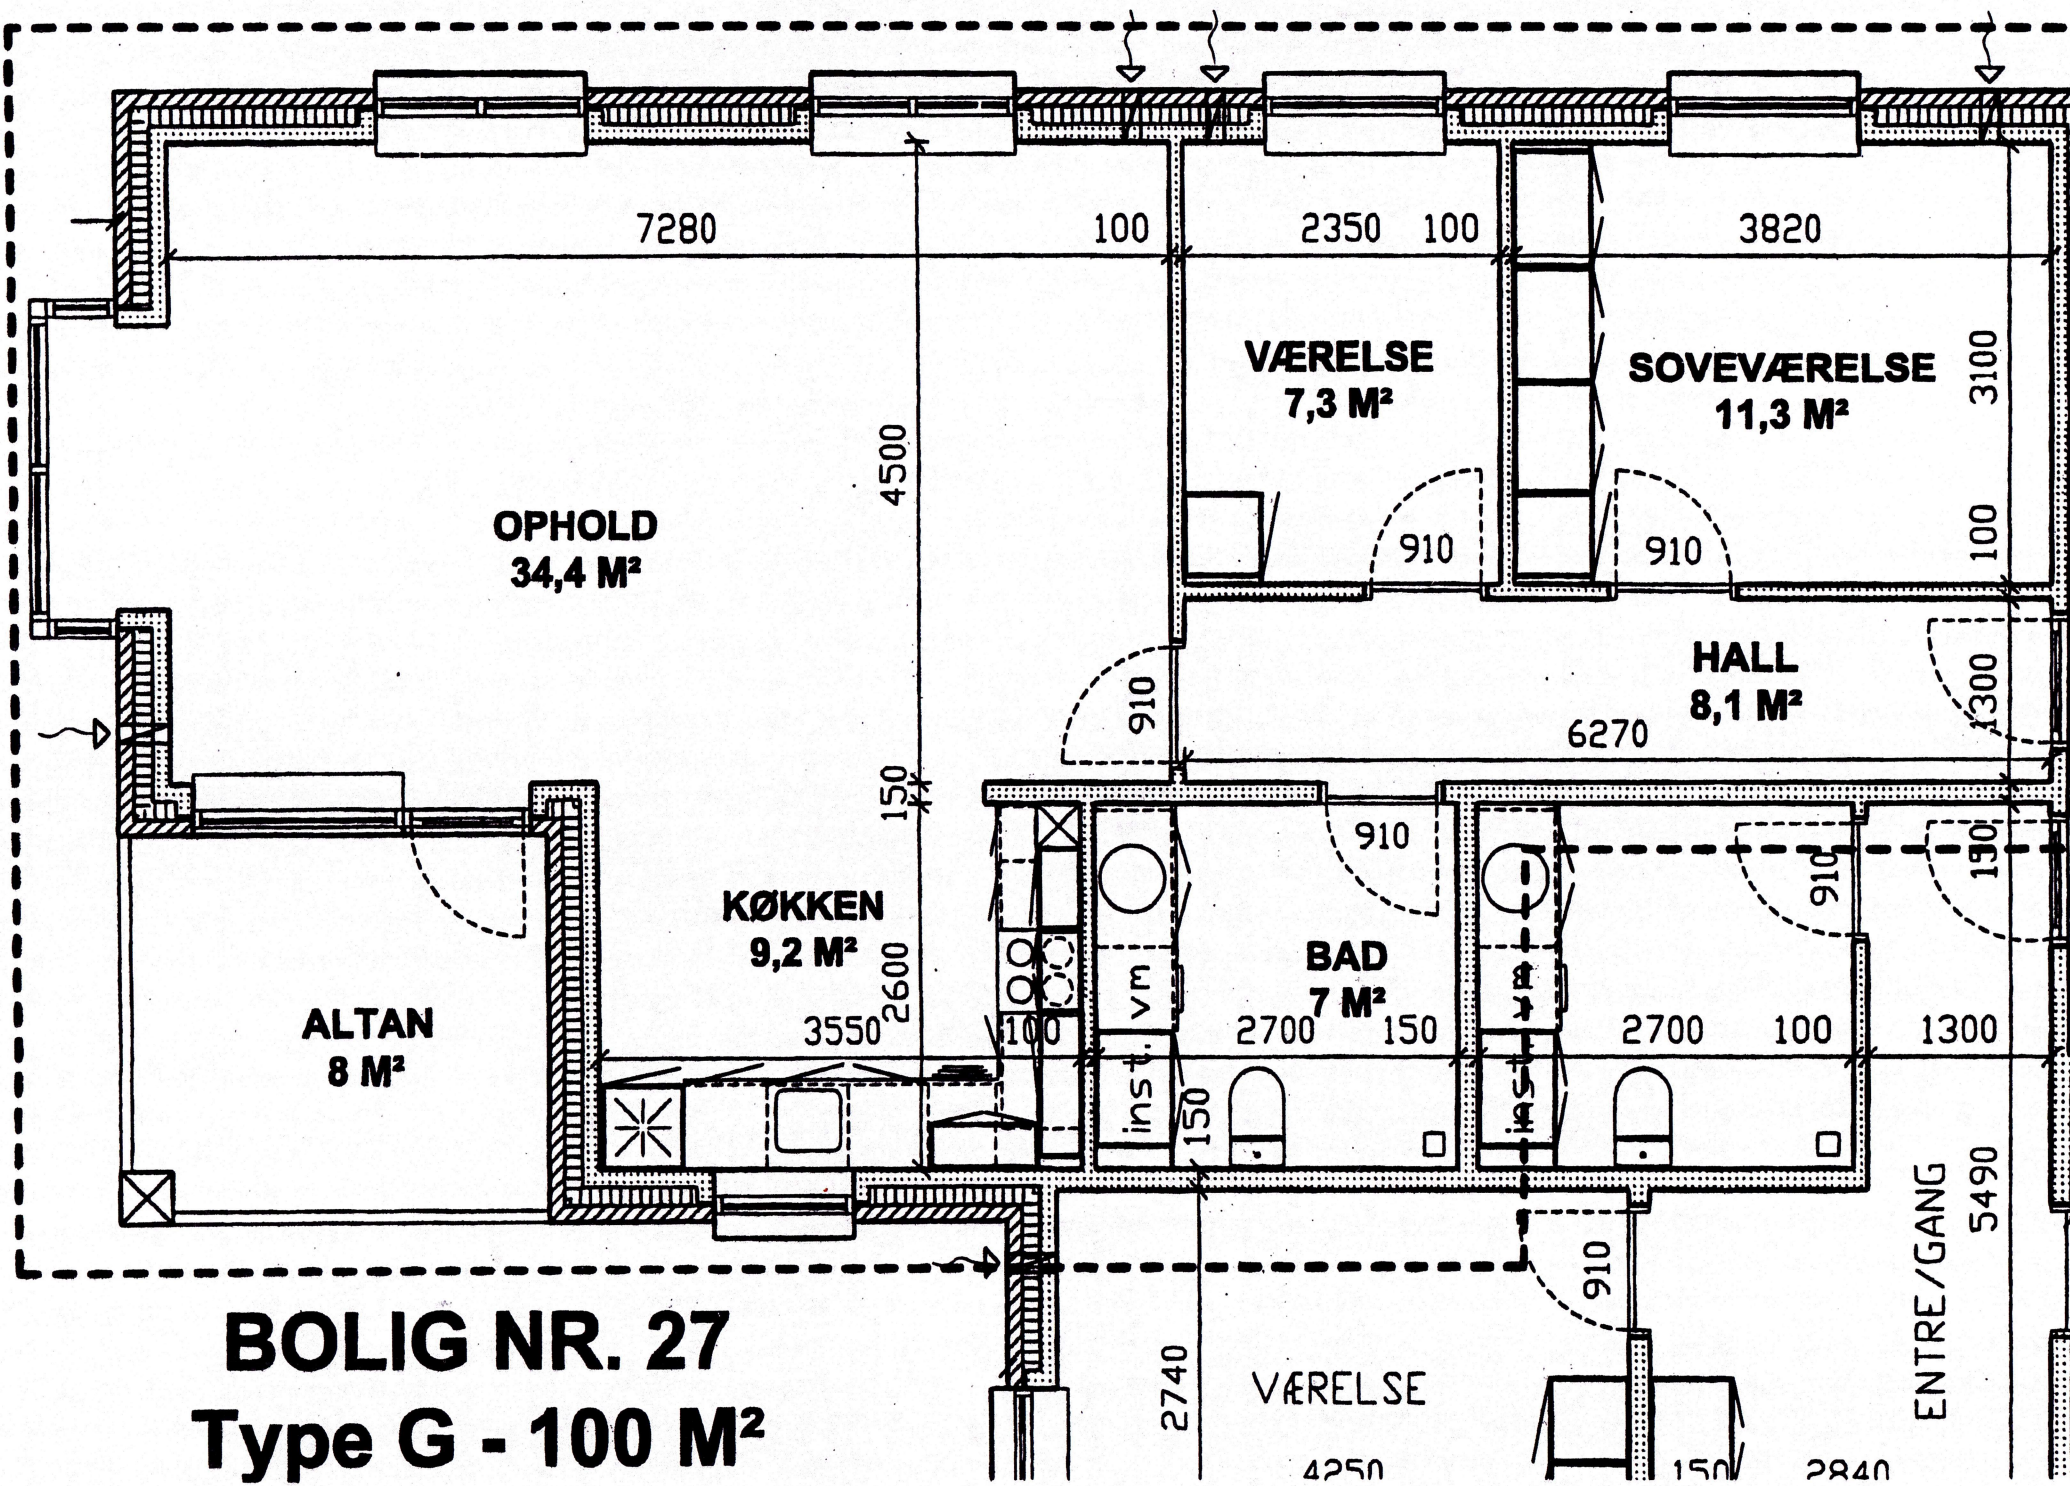 7280
100
2350
100
3820
VÆRELSE
7,3 M²
SOVEVÆRELSE
11,3 M²
3100
4500
OPHOLD
34,4 M²
910
910
100
HALL
8,1 M²
910
1300
6270
150
910
910
150
KØKKEN
9,2 M²
BAD
7 M²
2600
vm
vm
ALTAN
8 M²
3550
100
2700
150
2700
100
1300
inst.
inst.
150
5490
ENTRE/GANG
910
BOLIG NR. 27
Type G - 100 M²
2740
VÆRELSE
4250
150
2840